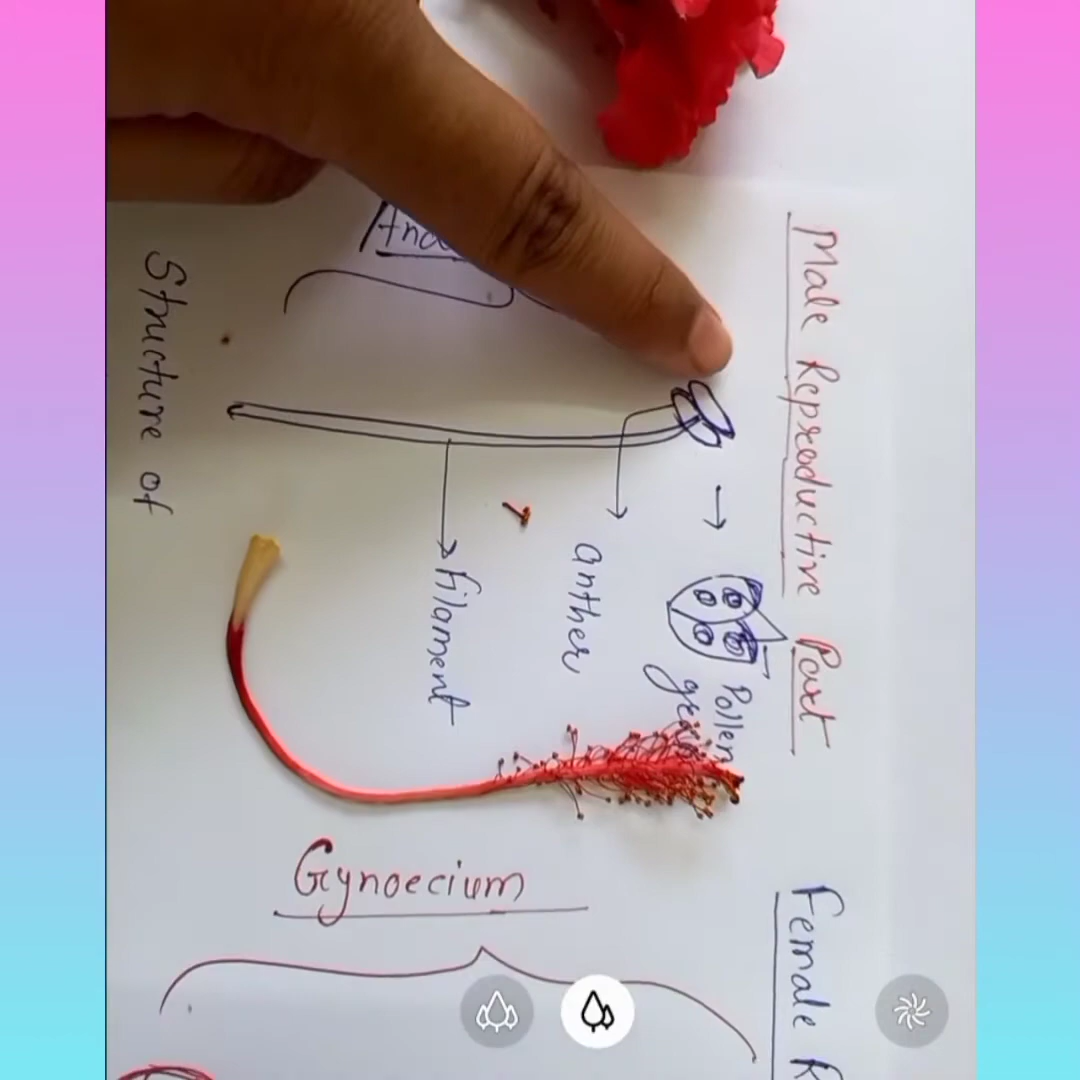 Male Reproductive Part
Pollen
anther
filament
Structure of
Female
Gynoecium